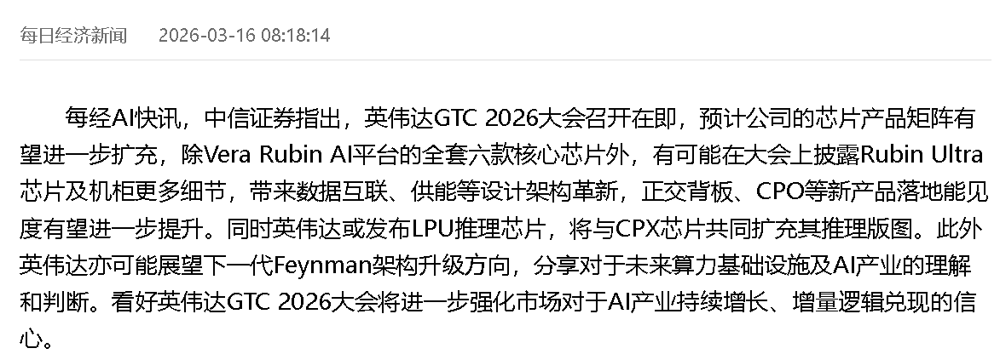 每日经济新闻 2026-03-16 08:18:14
每经AI快讯，中信证券指出，英伟达GTC 2026大会召开在即，预计公司的芯片产品矩阵有
望进一步扩充，除Vera Rubin AI平台的全套六款核心芯片外，有可能在大会上披露Rubin Ultra
芯片及机柜更多细节，带来数据互联、供能等设计架构革新，正交背板、CPO等新产品落地能见
度有望进一步提升。同时英伟达或发布LPU推理芯片，将与CPX芯片共同扩充其推理版图。此外
英伟达亦可能展望下一代Feynman架构升级方向，分享对于未来算力基础设施及AI产业的理解
和判断。看好英伟达GTC 2026大会将进一步强化市场对于AI产业持续增长、增量逻辑兑现的信
心。